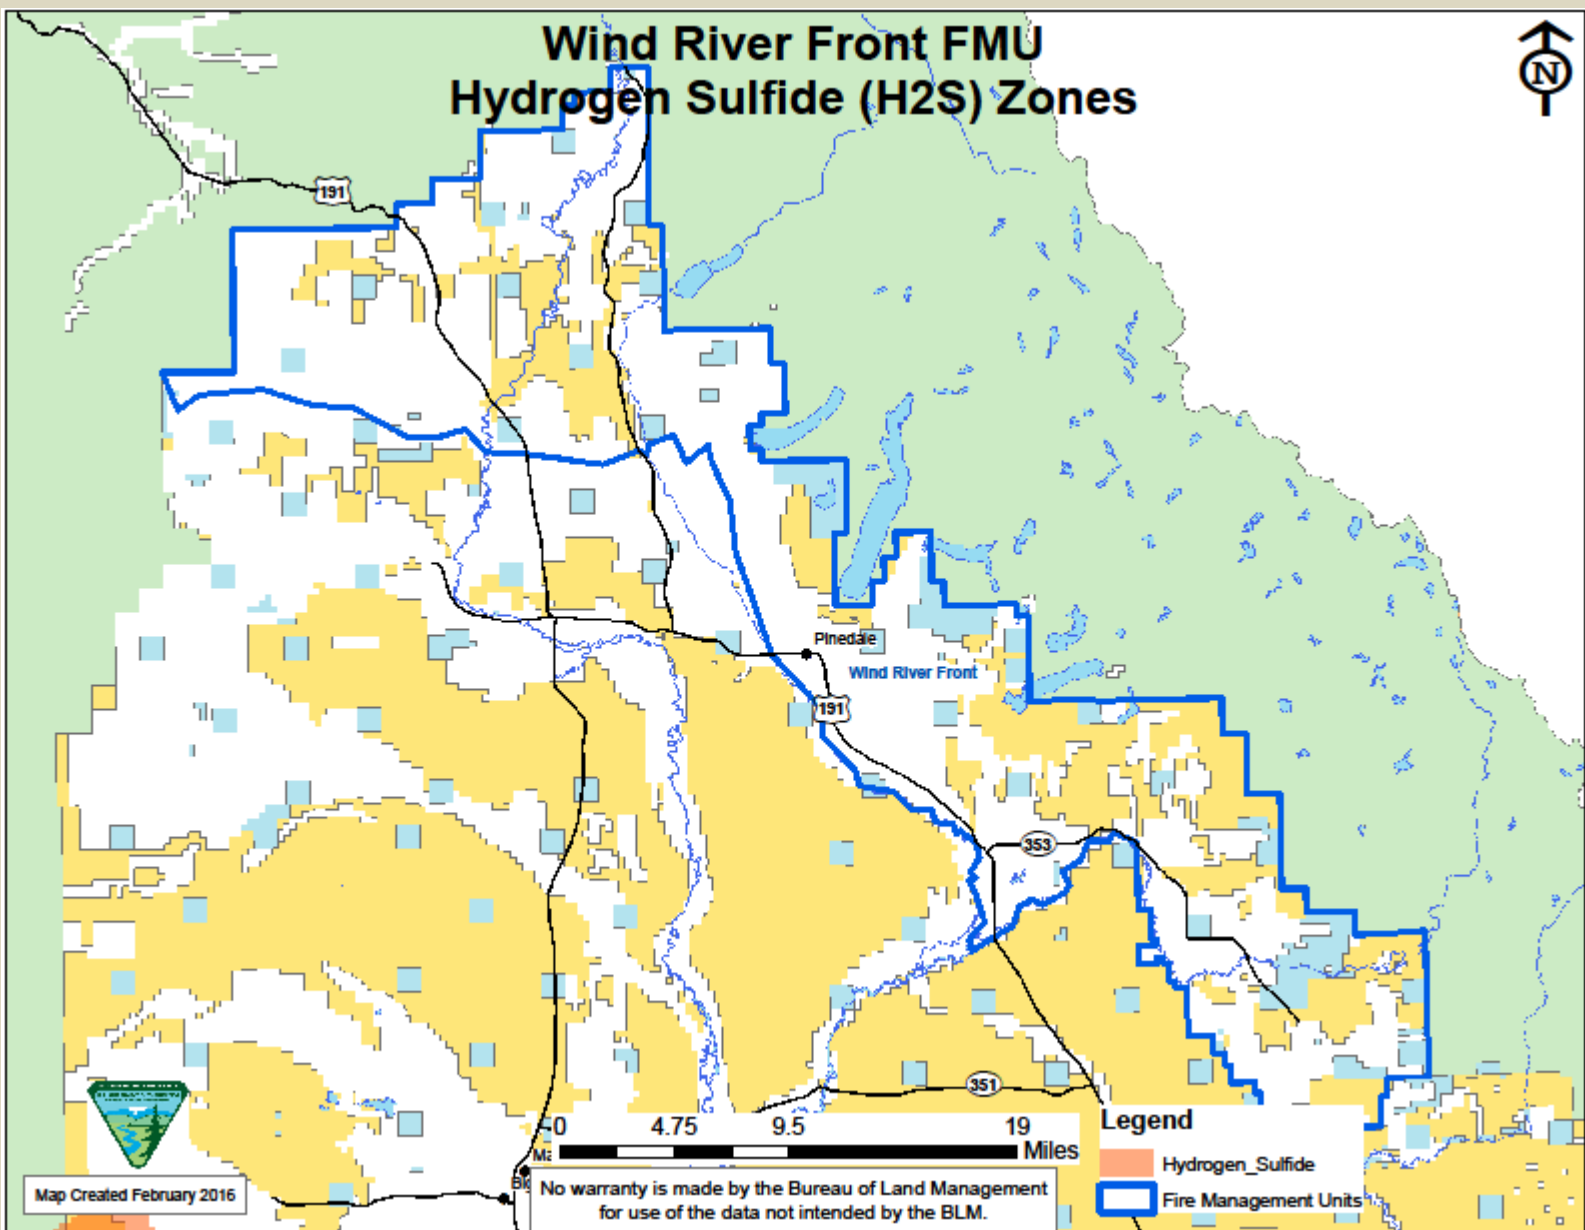 Wind River Front FMU
Hydrogen Sulfide (H2S) Zones
N
191
Pinedale
Wind River Front
191
353
351
0 4.75 9.5 19
Miles
Ma
Big
Legend
Hydrogen_Sulfide
Fire Management Units
Map Created February 2016
No warranty is made by the Bureau of Land Management
for use of the data not intended by the BLM.